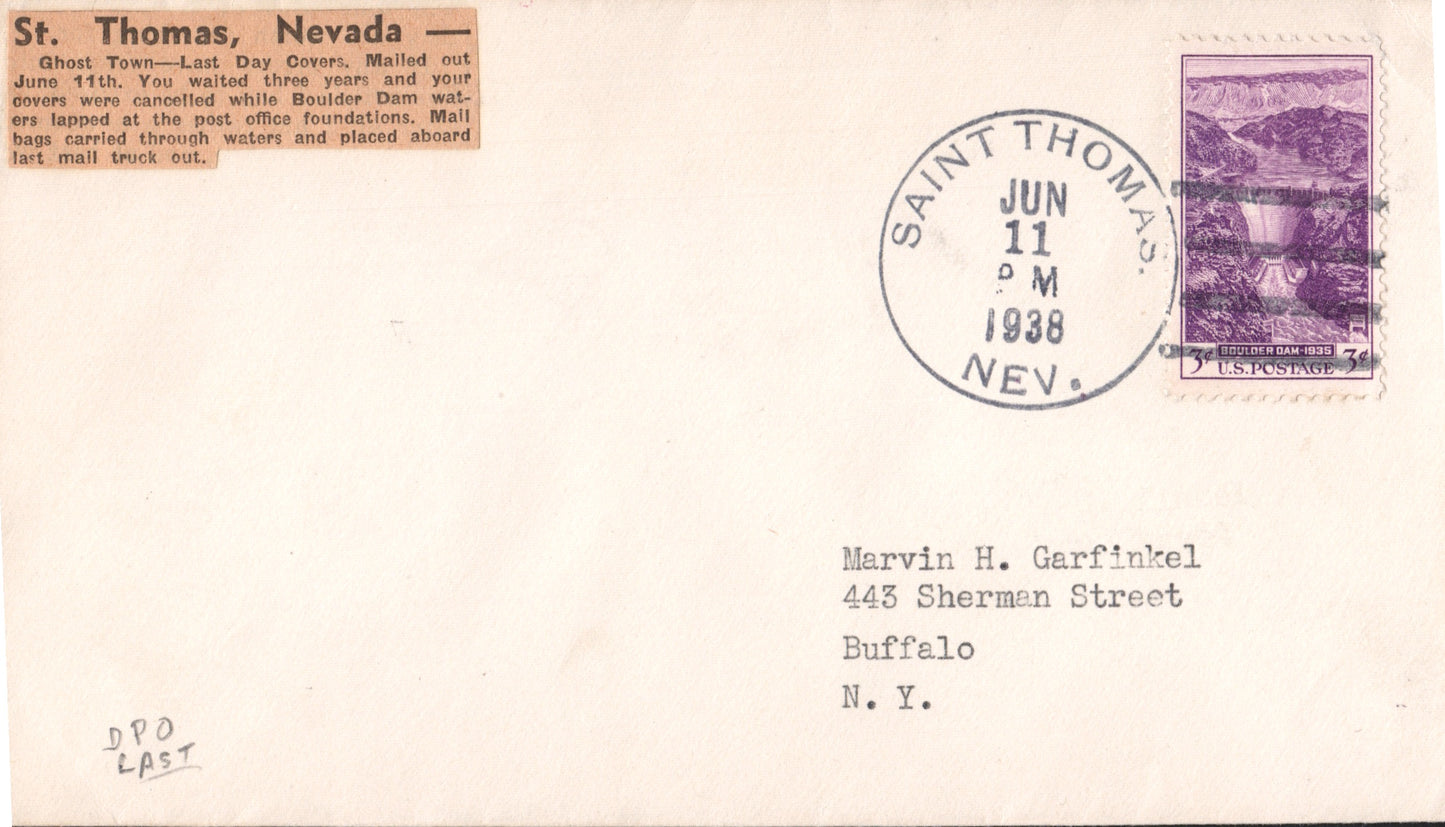 St. Thomas, Nevada —
Ghost Town—Last Day Covers. Mailed out
June 11th. You waited three years and your
covers were cancelled while Boulder Dam wat-
ers lapped at the post office foundations. Mail
bags carried through waters and placed aboard
last mail truck out.
SAINT THOMAS.
JUN
11
P M
1938
NEV.
BOULDER DAM-1935
3¢ U.S. POSTAGE 3¢
Marvin H. Garfinkel
443 Sherman Street
Buffalo
N. Y.
DPO
LAST